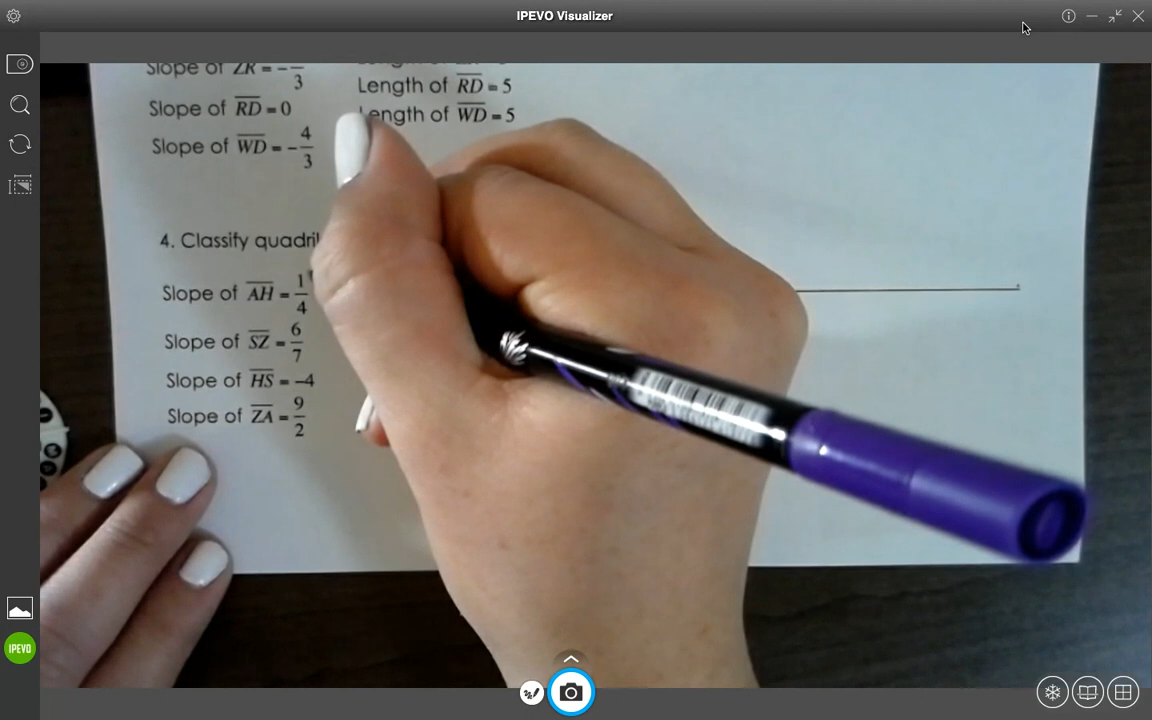 IPEVO Visualizer
Slope of ZR = -  3
Length of RD = 5
Slope of RD = 0
Length of WD = 5
Slope of WD = - 4/3
4. Classify
Slope of AH = 1/4
Slope of SZ = 6/7
Slope of HS = -4
Slope of ZA = 9/2
IPEVO